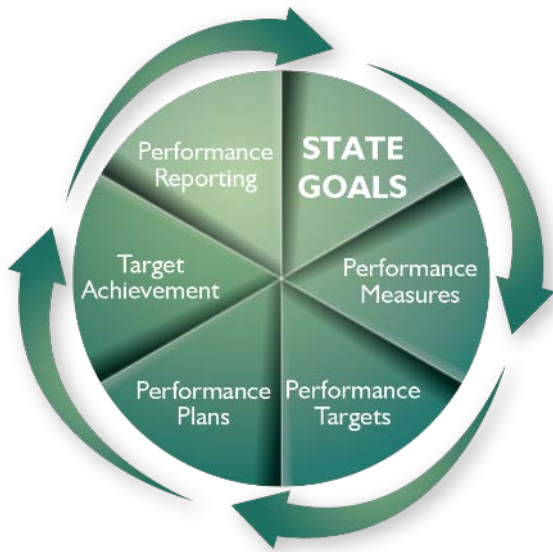 STATE
GOALS
Performance
Measures
Performance
Targets
Performance
Plans
Target
Achievement
Performance
Reporting